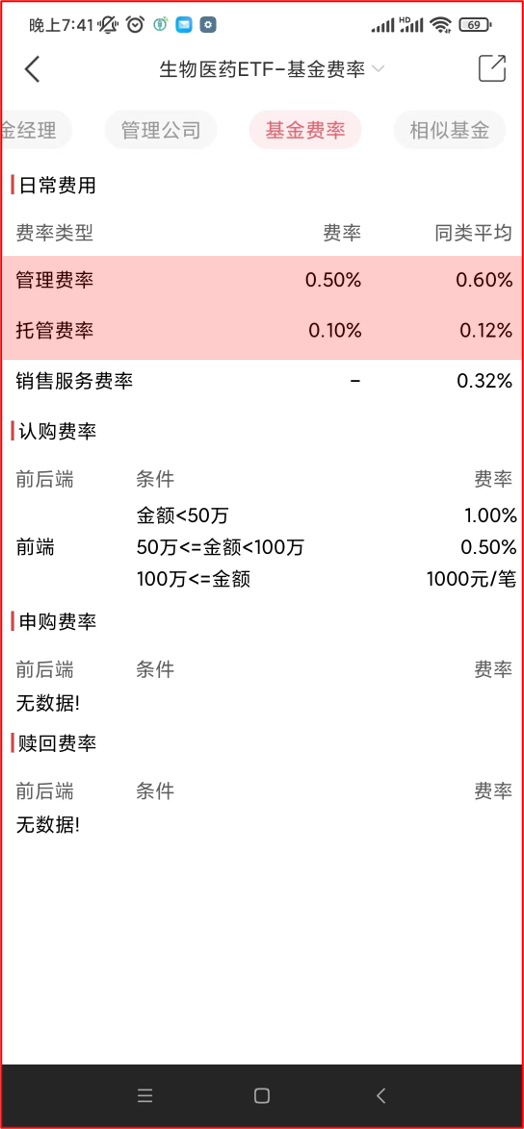 晚上7:41 HD 69
生物医药ETF-基金费率
金经理 管理公司 基金费率 相似基金
日常费用
费率类型 费率 同类平均
管理费率 0.50% 0.60%
托管费率 0.10% 0.12%
销售服务费率 - 0.32%
认购费率
前后端 条件 费率
金额<50万 1.00%
前端 50万<=金额<100万 0.50%
100万<=金额 1000元/笔
申购费率
前后端 条件 费率
无数据!
赎回费率
前后端 条件 费率
无数据!